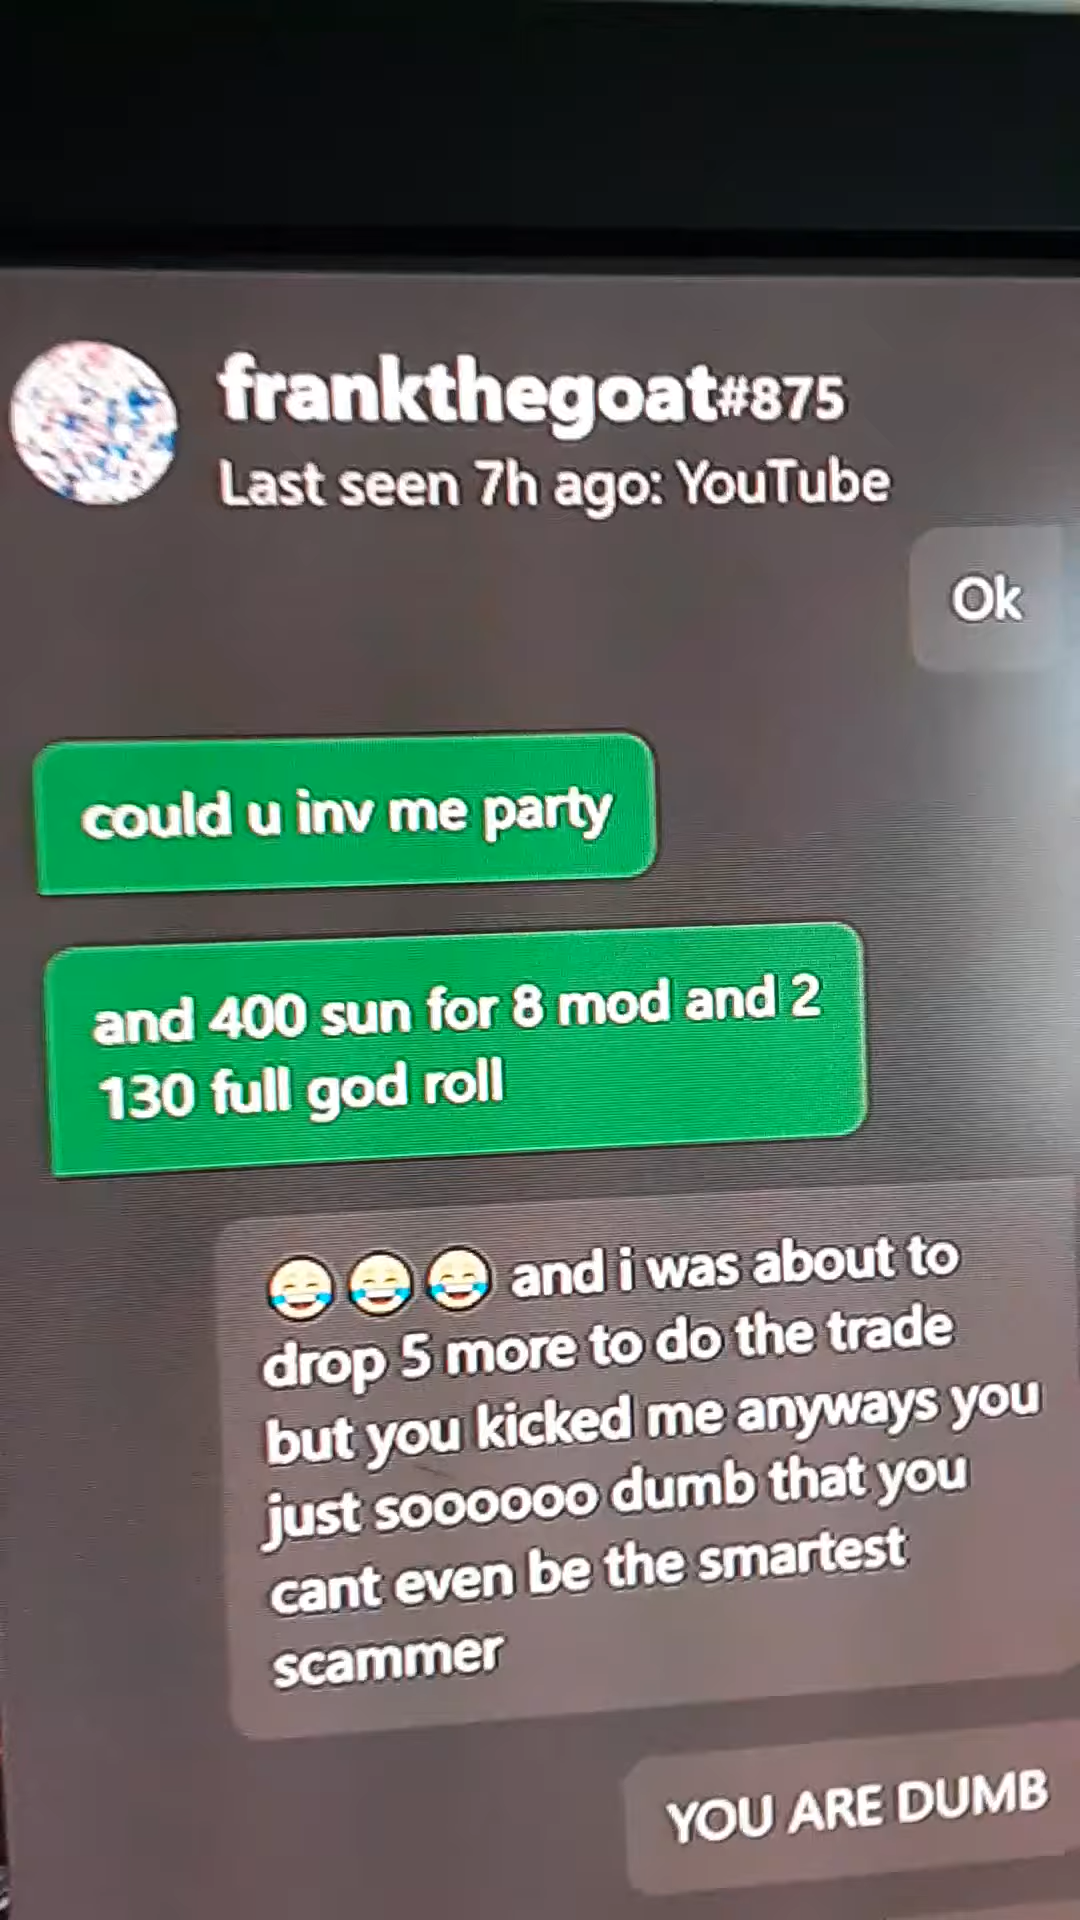 frankthegoat#875
Last seen 7h ago: YouTube
Ok
could u inv me party
and 400 sun for 8 mod and 2
130 full god roll
😂😂😂 and i was about to
drop 5 more to do the trade
but you kicked me anyways you
just soooooo dumb that you
cant even be the smartest
scammer
YOU ARE DUMB